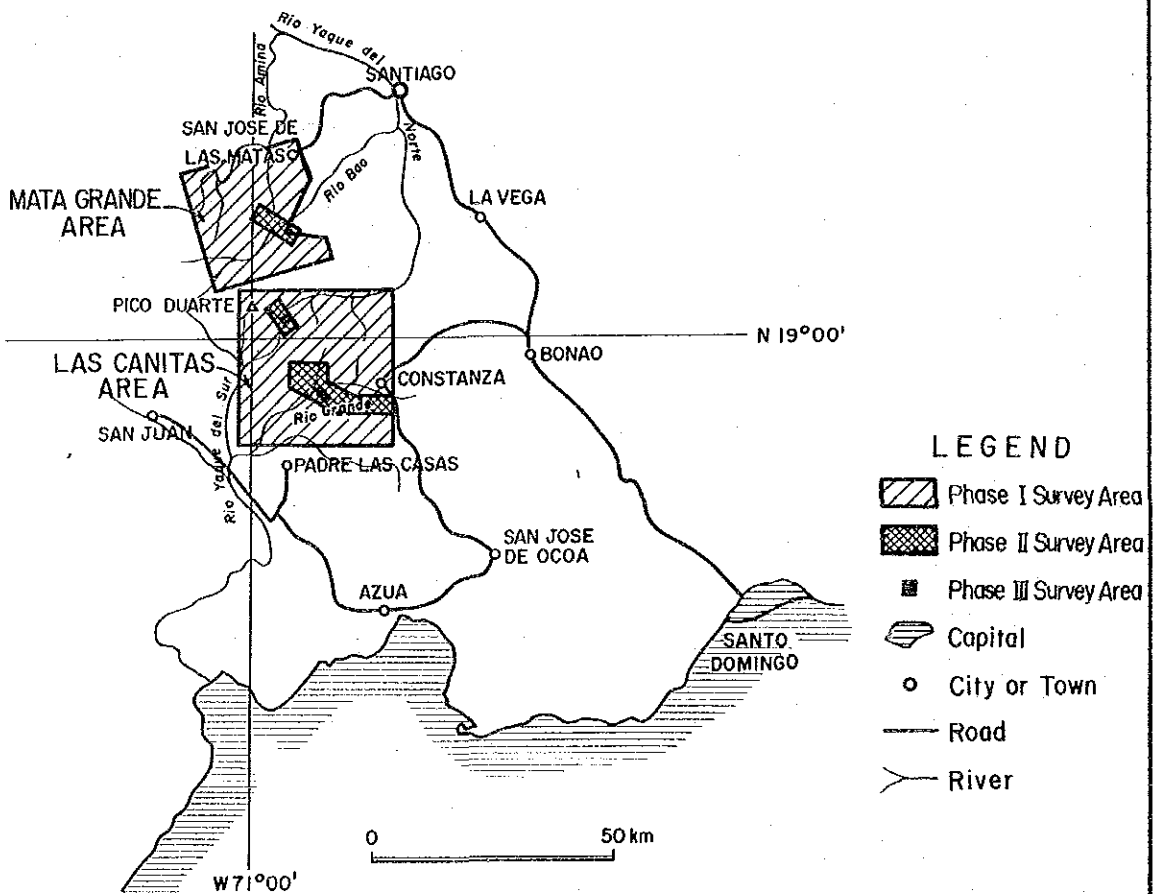 Rio Yaque del
SANTIAGO
Rio Amina
SAN JOSE DE
LAS MATAS
Norte
Rio Bao
MATA GRANDE
AREA
LA VEGA
PICO DUARTE
N 19°00'
BONAO
LAS CANITAS
AREA
CONSTANZA
Rio Grande
SAN JUAN
Rio Yaque del Sur
PADRE LAS CASAS
SAN JOSE
DE OCOA
AZUA
SANTO
DOMINGO
LEGEND
Phase I Survey Area
Phase II Survey Area
Phase III Survey Area
Capital
City or Town
Road
River
0 50 km
W71°00'